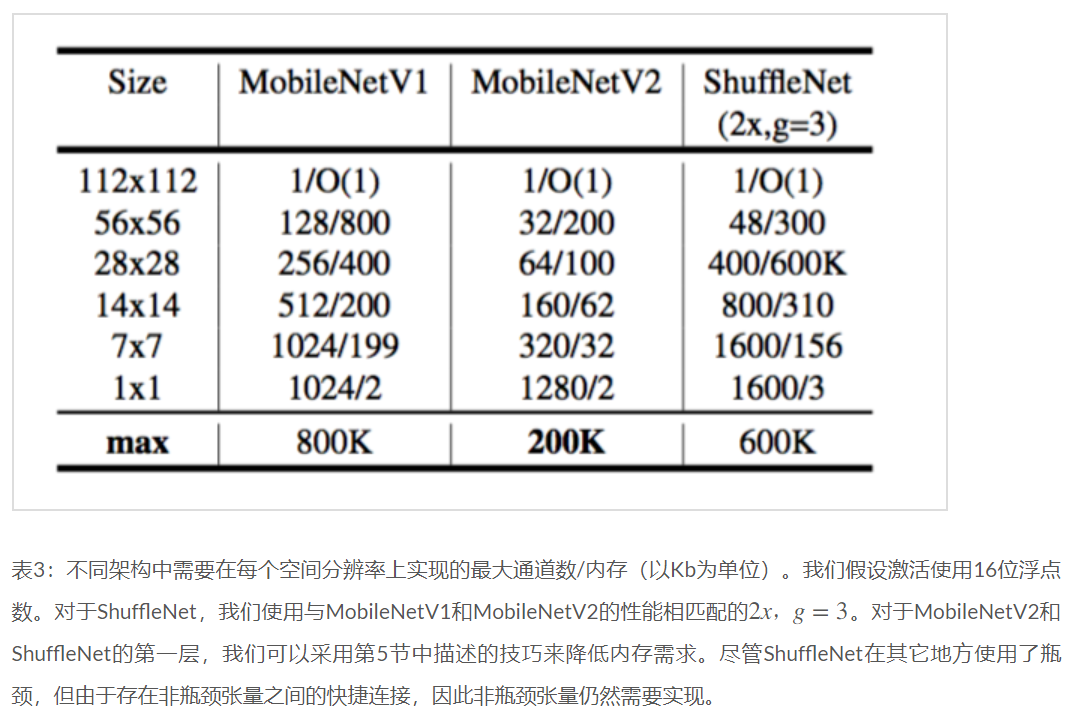 Size MobileNetV1 MobileNetV2 ShuffleNet
(2x,g=3)
112x112 1/O(1) 1/O(1) 1/O(1)
56x56 128/800 32/200 48/300
28x28 256/400 64/100 400/600K
14x14 512/200 160/62 800/310
7x7 1024/199 320/32 1600/156
1x1 1024/2 1280/2 1600/3
max 800K 200K 600K
表3：不同架构中需要在每个空间分辨率上实现的最大通道数/内存（以Kb为单位）。我们假设激活使用16位浮点
数。对于ShuffleNet，我们使用与MobileNetV1和MobileNetV2的性能相匹配的2x，g = 3。对于MobileNetV2和
ShuffleNet的第一层，我们可以采用第5节中描述的技巧来降低内存需求。尽管ShuffleNet在其它地方使用了瓶
颈，但由于存在非瓶颈张量之间的快捷连接，因此非瓶颈张量仍然需要实现。